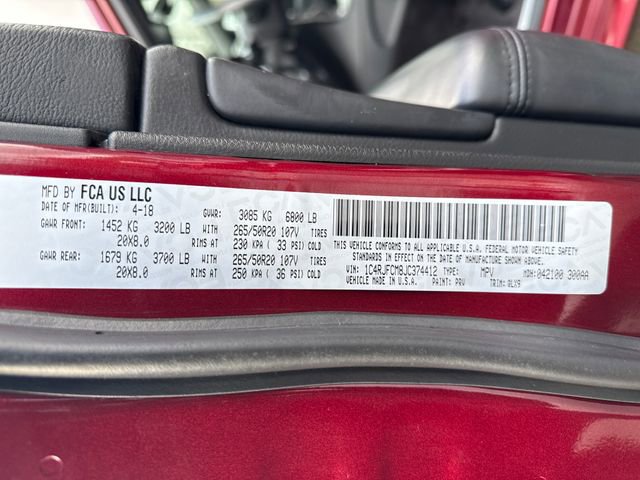 MFD BY FCA US LLC
DATE OF MFR(BUILT): 4-18 GVWR: 3085 KG 6800 LB
GAWR FRONT: 1452 KG 3200 LB WITH 265/50R20 107V TIRES
20X8.0 RIMS AT 230 KPA ( 33 PSI) COLD
GAWR REAR: 1679 KG 3700 LB WITH 265/50R20 107V TIRES
20X8.0 RIMS AT 250 KPA ( 36 PSI) COLD
THIS VEHICLE CONFORMS TO ALL APPLICABLE U.S.A. FEDERAL MOTOR VEHICLE SAFETY
STANDARDS IN EFFECT ON THE DATE OF MANUFACTURE SHOWN ABOVE.
VIN: 1C4RJFCM8JC374412 TYPE: MPV MDH:042100 300AA
VEHICLE MADE IN U.S.A. PAINT: PRV TRIM: